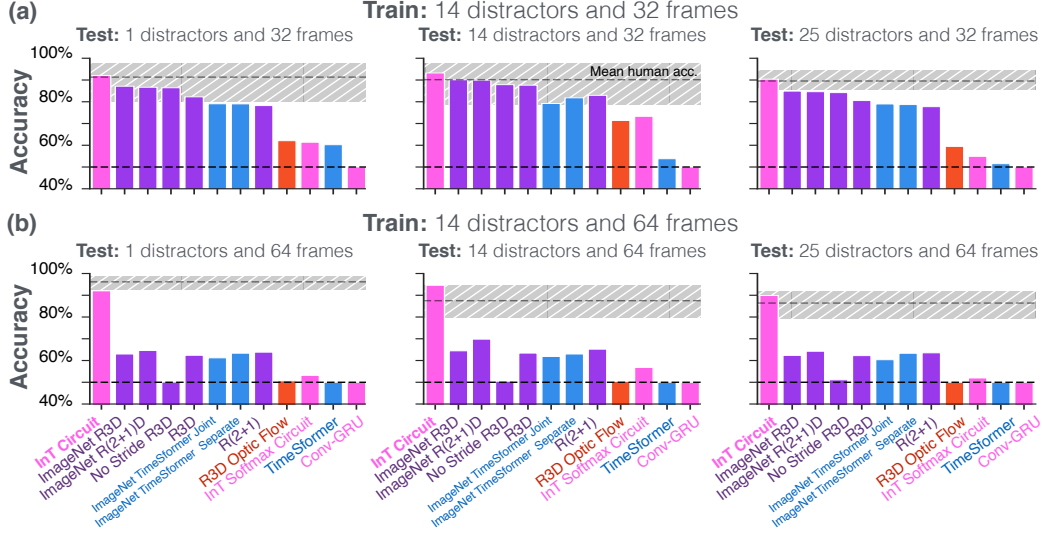 (a)
Train: 14 distractors and 32 frames
Test: 1 distractors and 32 frames
Test: 14 distractors and 32 frames
Test: 25 distractors and 32 frames
Accuracy
100%
80%
60%
40%
Mean human acc.
(b)
Train: 14 distractors and 64 frames
Test: 1 distractors and 64 frames
Test: 14 distractors and 64 frames
Test: 25 distractors and 64 frames
Accuracy
100%
80%
60%
40%
InT Circuit
ImageNet R3D
ImageNet R(2+1)D
No Stride R3D
R3D
ImageNet TimeSformer Joint
ImageNet TimeSformer Separate
R(2+1)
R3D Optic Flow
InT Softmax Circuit
TimeSformer
Conv-GRU
InT Circuit
ImageNet R3D
ImageNet R(2+1)D
No Stride R3D
R3D
ImageNet TimeSformer Joint
ImageNet TimeSformer Separate
R(2+1)
R3D Optic Flow
InT Softmax Circuit
TimeSformer
Conv-GRU
InT Circuit
ImageNet R3D
ImageNet R(2+1)D
No Stride R3D
R3D
ImageNet TimeSformer Joint
ImageNet TimeSformer Separate
R(2+1)
R3D Optic Flow
InT Softmax Circuit
TimeSformer
Conv-GRU